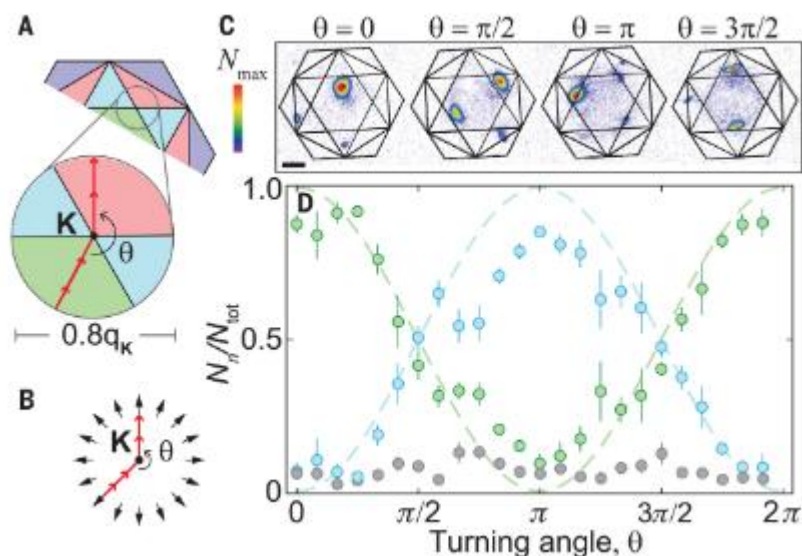 A
K
θ
0.8q_K
B
K
θ
C
θ = 0
θ = π/2
θ = π
θ = 3π/2
N_max
D
N_n/N_tot
1.0
0.5
0
0
π/2
π
3π/2
2π
Turning angle, θ